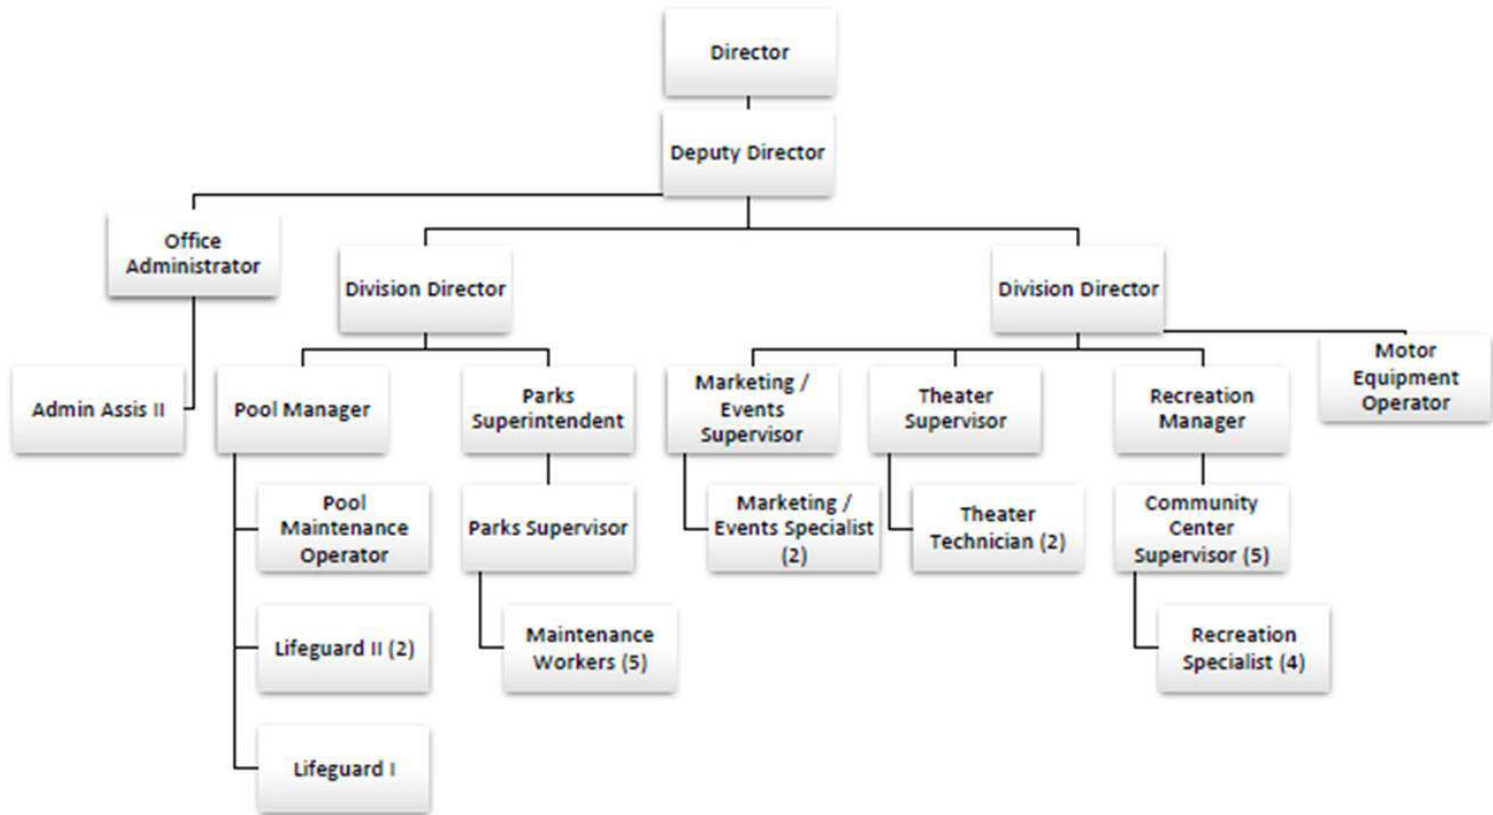 Director
Deputy Director
Office
Administrator
Division Director
Division Director
Motor
Equipment
Operator
Admin Assis II
Pool Manager
Parks
Superintendent
Marketing /
Events
Supervisor
Theater
Supervisor
Recreation
Manager
Pool
Maintenance
Operator
Parks Supervisor
Marketing /
Events Specialist
(2)
Theater
Technician (2)
Community
Center
Supervisor (5)
Lifeguard II (2)
Maintenance
Workers (5)
Recreation
Specialist (4)
Lifeguard I